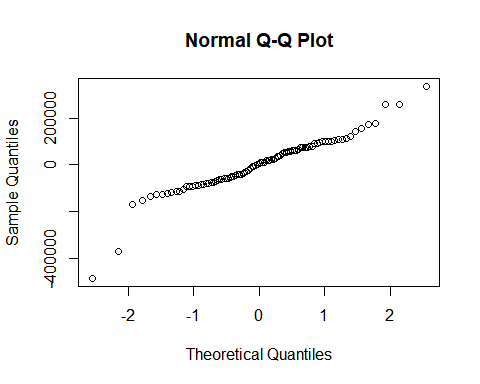 Normal Q-Q Plot
Sample Quantiles
200000
0
-400000
-2
-1
0
1
2
Theoretical Quantiles